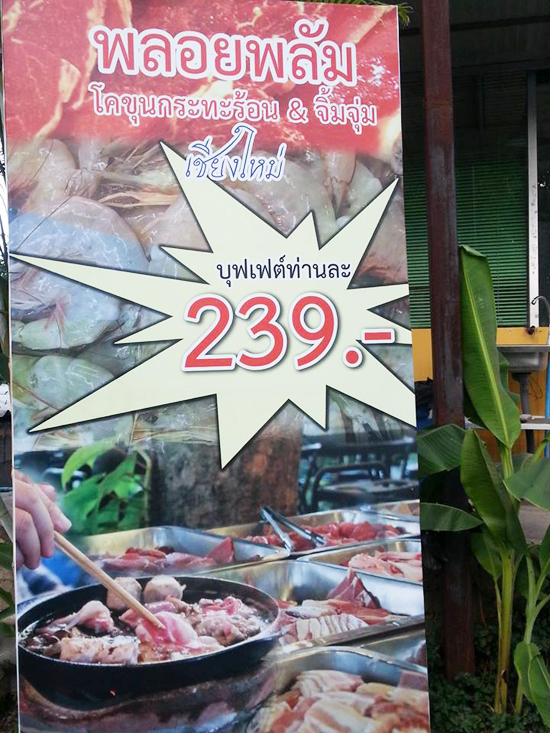 พลอยพลัม
โคขุนกระทะร้อน & จิ้มจุ่ม
เชียงใหม่
บุฟเฟต์ท่านละ
239.-